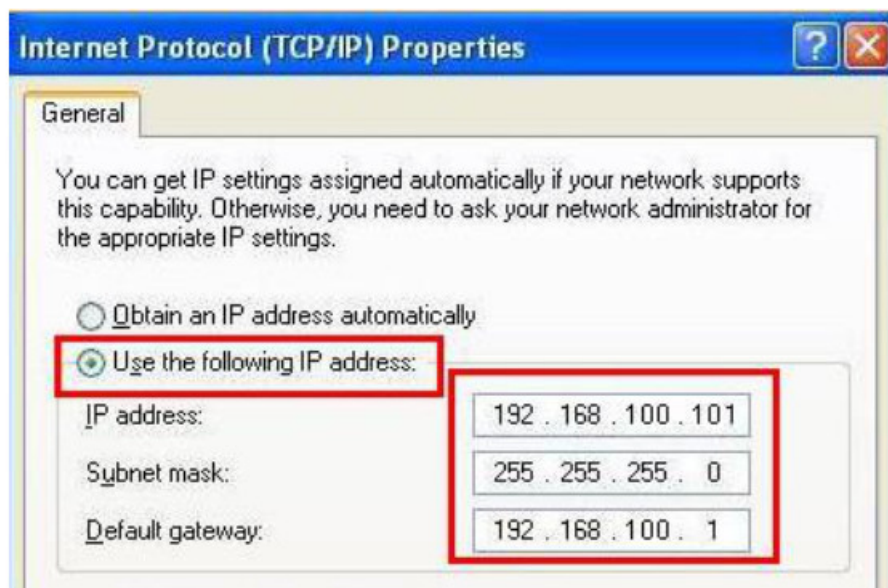 Internet Protocol (TCP/IP) Properties
General
You can get IP settings assigned automatically if your network supports
this capability. Otherwise, you need to ask your network administrator for
the appropriate IP settings.
Obtain an IP address automatically
Use the following IP address:
IP address: 192 . 168 . 100 . 101
Subnet mask: 255 . 255 . 255 . 0
Default gateway: 192 . 168 . 100 . 1